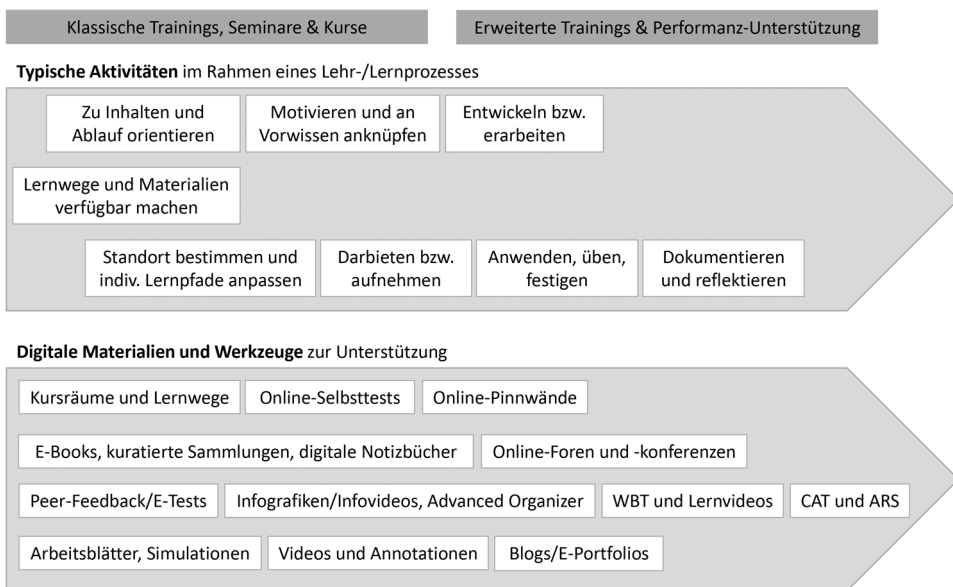 Klassische Trainings, Seminare & Kurse
Erweiterte Trainings & Performanz-Unterstützung
Typische Aktivitäten im Rahmen eines Lehr-/Lernprozesses
Zu Inhalten und
Ablauf orientieren
Motivieren und an
Vorwissen anknüpfen
Entwickeln bzw.
erarbeiten
Lernwege und Materialien
verfügbar machen
Standort bestimmen und
indiv. Lernpfade anpassen
Darbieten bzw.
aufnehmen
Anwenden, üben,
festigen
Dokumentieren
und reflektieren
Digitale Materialien und Werkzeuge zur Unterstützung
Kursräume und Lernwege
Online-Selbsttests
Online-Pinnwände
E-Books, kuratierte Sammlungen, digitale Notizbücher
Online-Foren und -konferenzen
Peer-Feedback/E-Tests
Infografiken/Infovideos, Advanced Organizer
WBT und Lernvideos
CAT und ARS
Arbeitsblätter, Simulationen
Videos und Annotationen
Blogs/E-Portfolios